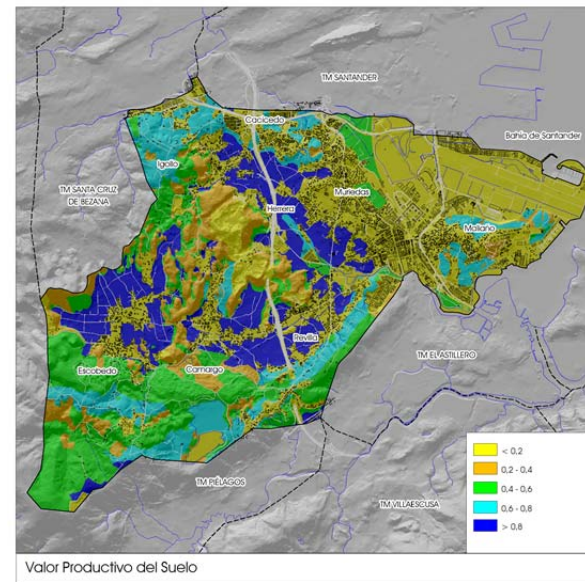 TM SANTANDER
Cacicedo
Bahía de Santander
Igollo
Muriedas
TM SANTA CRUZ
DE BEZANA
Herrera
Maliaño
Revilla
TM EL ASTILLERO
Escobedo
Camargo
TM PIÉLAGOS
TM VILLAESCUSA
< 0,2
0,2 - 0,4
0,4 - 0,6
0,6 - 0,8
> 0,8
Valor Productivo del Suelo